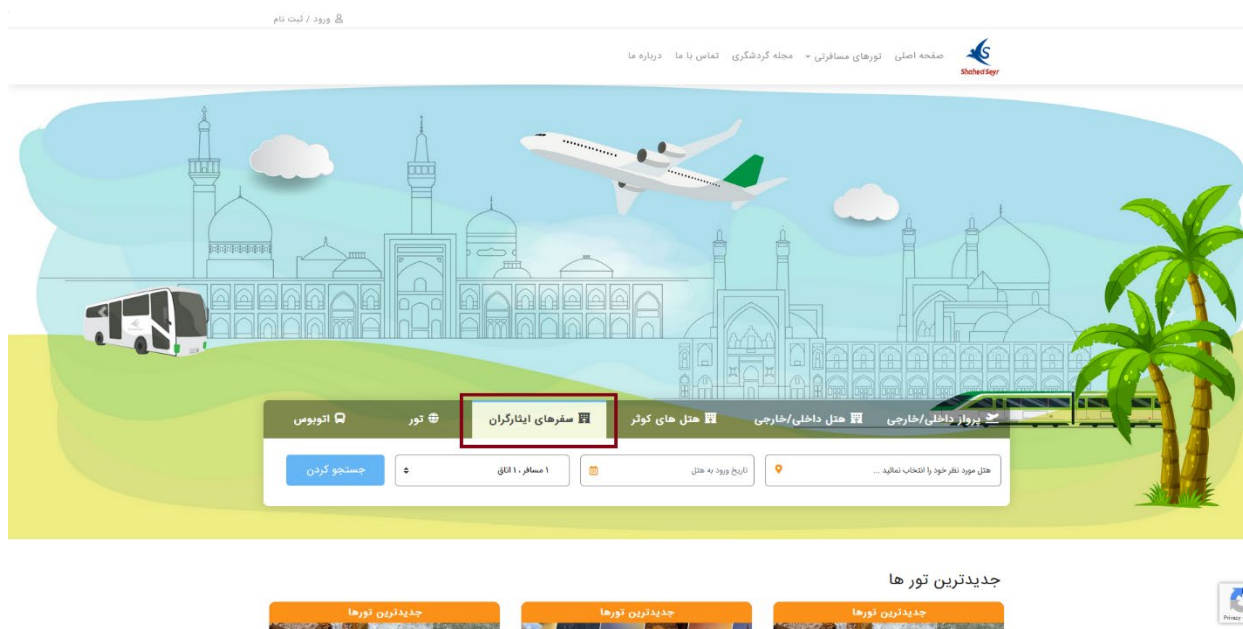 ورود / ثبت نام
صفحه اصلی تورهای مسافرتی مجله گردشگری تماس با ما درباره ما
Shahed Seyr
پرواز داخلی/خارجی هتل داخلی/خارجی هتل های کوثر سفرهای ایثارگران تور اتوبوس
هتل مورد نظر خود را انتخاب نمائید ... تاریخ ورود به هتل ۱ مسافر ، ۱ اتاق جستجو کردن
جدیدترین تور ها
جدیدترین تورها جدیدترین تورها جدیدترین تورها